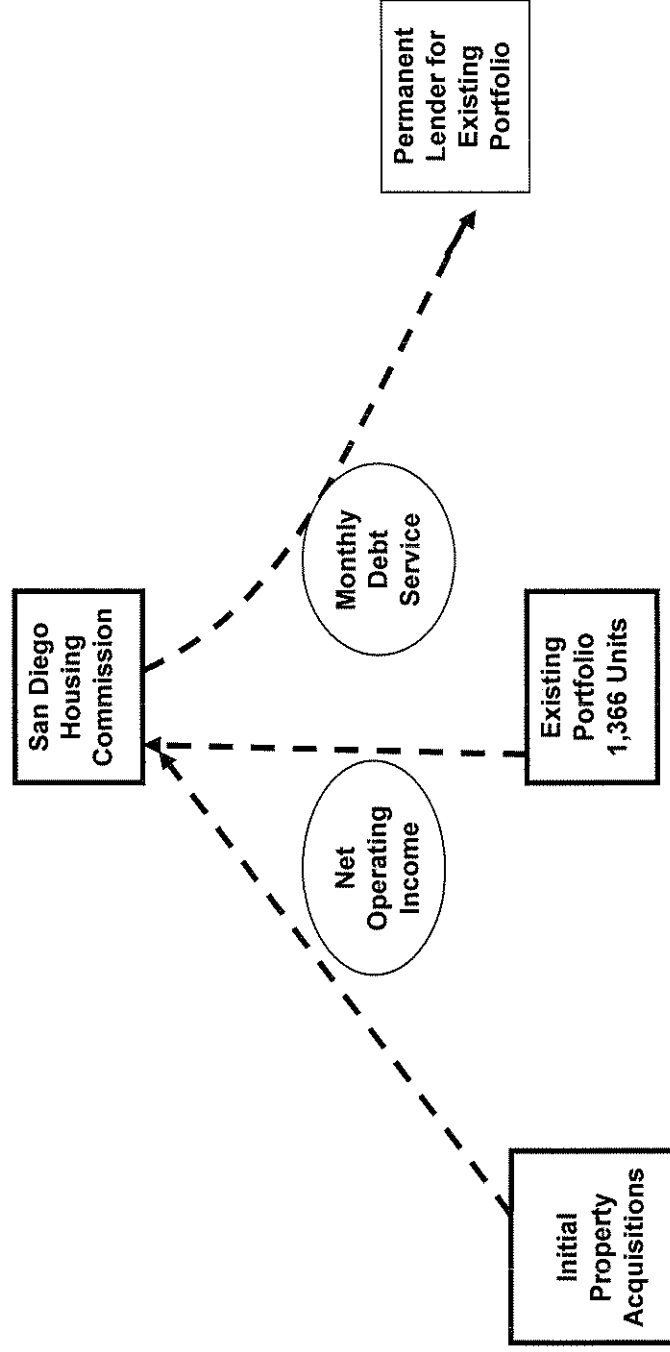 San Diego
Housing
Commission
Permanent
Lender for
Existing
Portfolio
Net
Operating
Income
Monthly
Debt
Service
Initial
Property
Acquisitions
Existing
Portfolio
1,366 Units